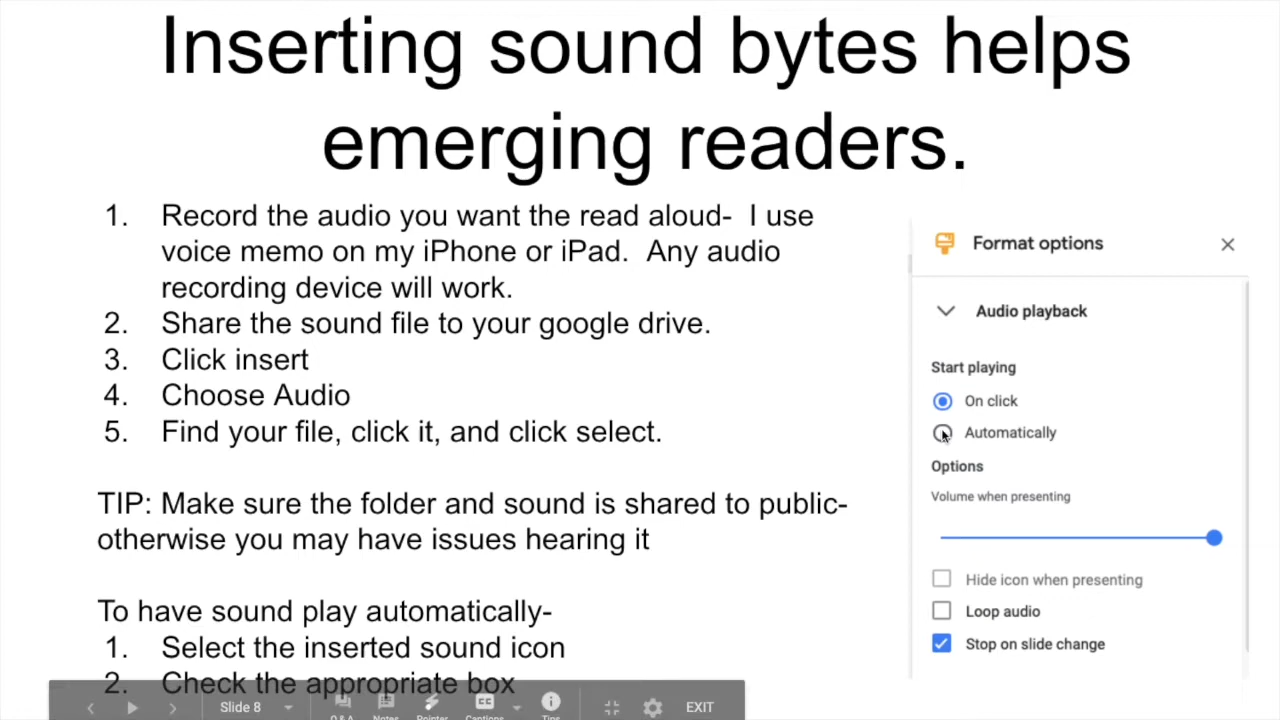 Inserting sound bytes helps
emerging readers.
1. Record the audio you want the read aloud- I use
voice memo on my iPhone or iPad. Any audio
recording device will work.
2. Share the sound file to your google drive.
3. Click insert
4. Choose Audio
5. Find your file, click it, and click select.
TIP: Make sure the folder and sound is shared to public-
otherwise you may have issues hearing it
To have sound play automatically-
1. Select the inserted sound icon
2. Check the appropriate box
Format options
Audio playback
Start playing
On click
Automatically
Options
Volume when presenting
Hide icon when presenting
Loop audio
Stop on slide change
Slide 8
Q&A
Notes
Pointer
CC
Captions
Tips
EXIT